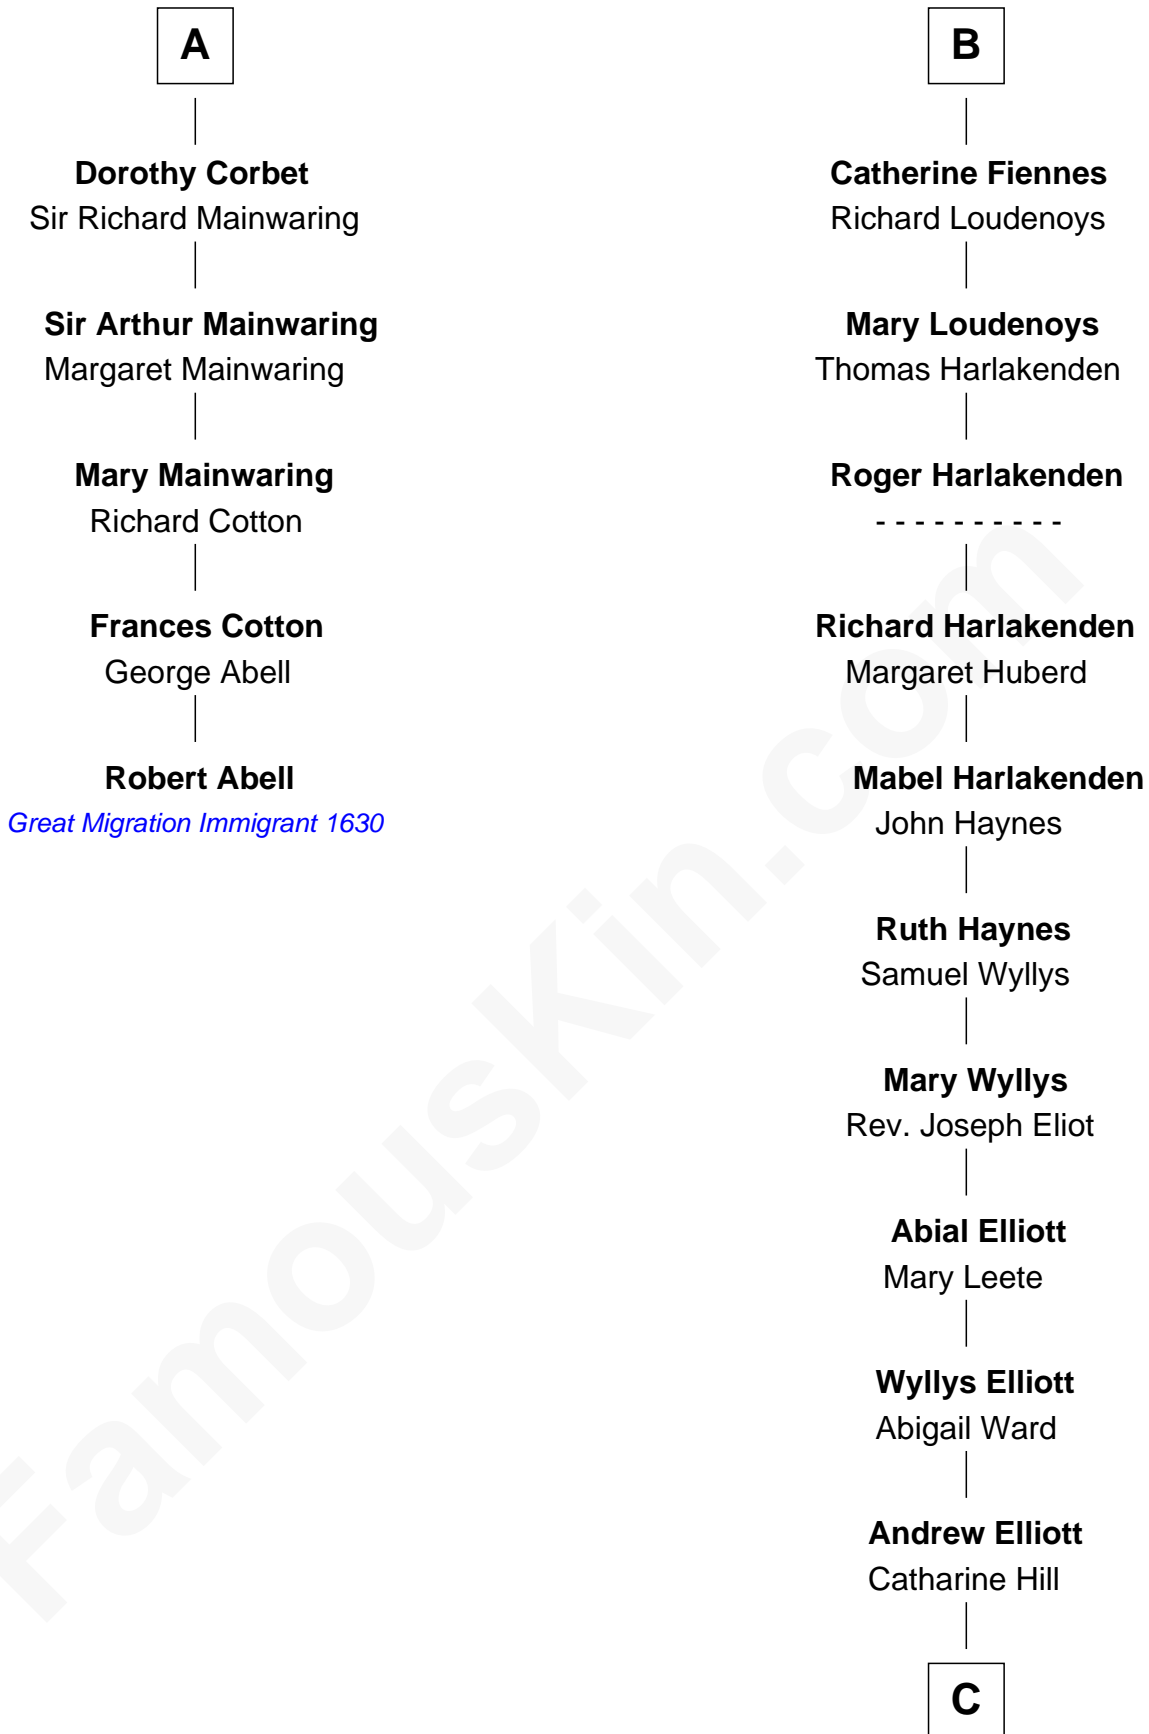 A
Dorothy Corbet
Sir Richard Mainwaring
Sir Arthur Mainwaring
Margaret Mainwaring
Mary Mainwaring
Richard Cotton
Frances Cotton
George Abell
Robert Abell
Great Migration Immigrant 1630
B
Catherine Fiennes
Richard Loudenoys
Mary Loudenoys
Thomas Harlakenden
Roger Harlakenden
- - - - - - - - - -
Richard Harlakenden
Margaret Huberd
Mabel Harlakenden
John Haynes
Ruth Haynes
Samuel Wyllys
Mary Wyllys
Rev. Joseph Eliot
Abial Elliott
Mary Leete
Wyllys Elliott
Abigail Ward
Andrew Elliott
Catharine Hill
C
FamousKin.com